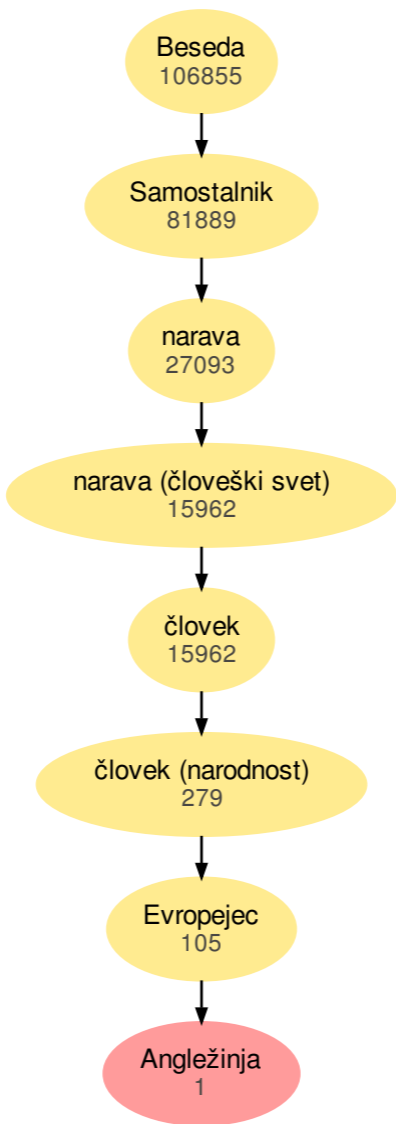 Beseda
106855
Samostalnik
81889
narava
27093
narava (človeški svet)
15962
človek
15962
človek (narodnost)
279
Evropejec
105
Angležinja
1